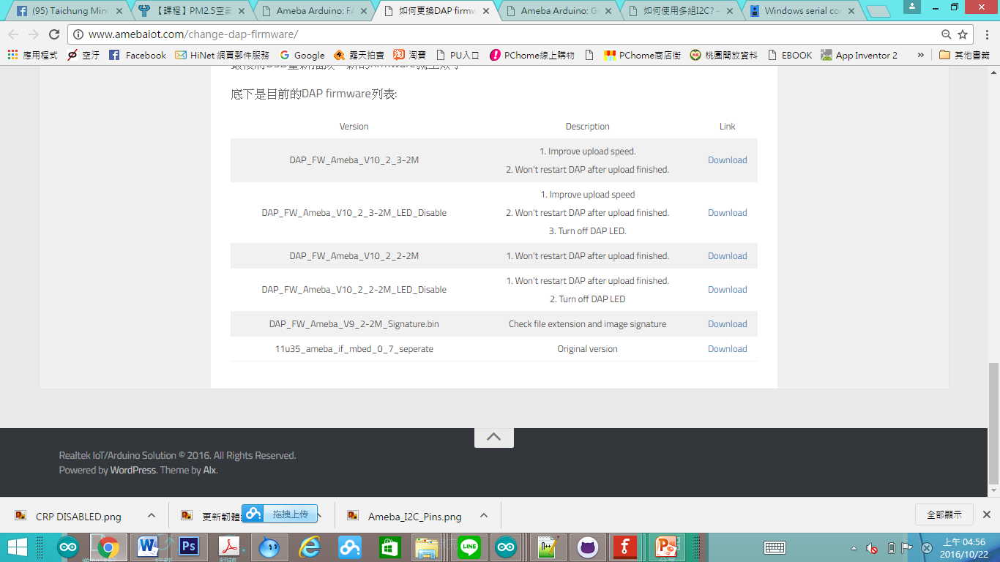 (95) Taichung Mini
【課程】PM2.5空氣
Ameba Arduino: FA
如何更換DAP firmw
Ameba Arduino: G
如何使用多組I2C? -
Windows serial co
www.amebaiot.com/change-dap-firmware/
應用程式
空汙
Facebook
HiNet 網頁郵件服務
Google
露天拍賣
淘寶
PU入口
PChome線上購物
PChome商店街
桃園開放資料
EBOOK
App Inventor 2
»
其他書籤
底下是目前的DAP firmware列表:
Version Description Link
DAP_FW_Ameba_V10_2_3-2M
1. Improve upload speed.
2. Won't restart DAP after upload finished.
Download
DAP_FW_Ameba_V10_2_3-2M_LED_Disable
1. Improve upload speed
2. Won't restart DAP after upload finished.
3. Turn off DAP LED.
Download
DAP_FW_Ameba_V10_2_2-2M
1. Won't restart DAP after upload finished.
Download
DAP_FW_Ameba_V10_2_2-2M_LED_Disable
1. Won't restart DAP after upload finished.
2. Turn off DAP LED
Download
DAP_FW_Ameba_V9_2-2M_Signature.bin
Check file extension and image signature
Download
11u35_ameba_if_mbed_0_7_seperate
Original version
Download
Realtek IoT/Arduino Solution © 2016. All Rights Reserved.
Powered by WordPress. Theme by Alx.
CRP DISABLED.png
更新韌體
拖拽上传
Ameba_I2C_Pins.png
全部顯示
上午 04:56
2016/10/22